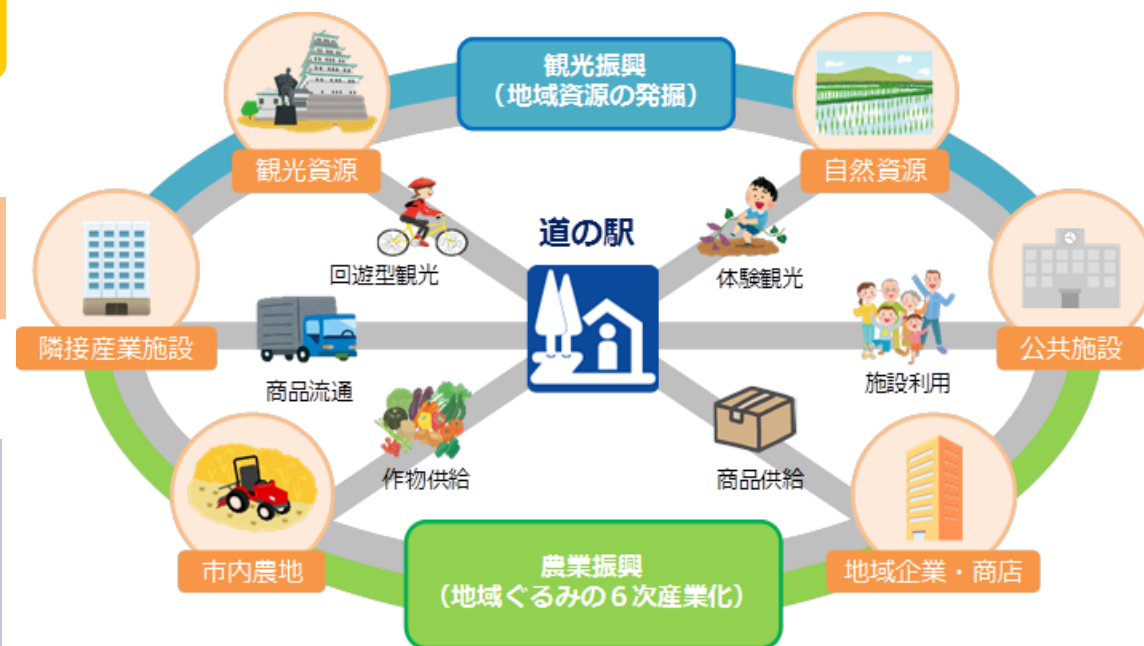 観光振興
（地域資源の発掘）
観光資源
自然資源
道の駅
回遊型観光
体験観光
隣接産業施設
公共施設
商品流通
施設利用
作物供給
商品供給
市内農地
農業振興
（地域ぐるみの６次産業化）
地域企業・商店